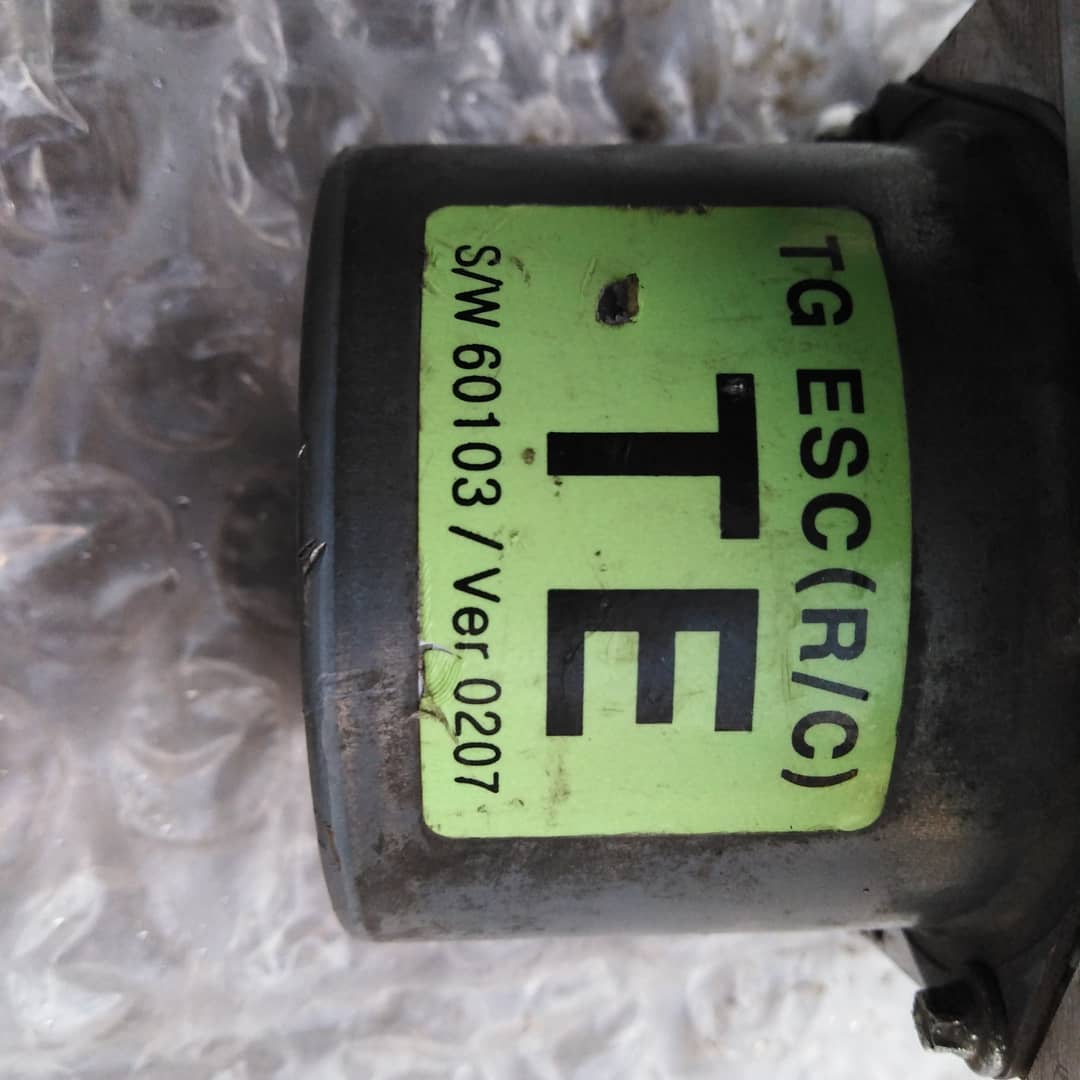 TG ESC(R/C)
TE
S/W 60103 / Ver 0207